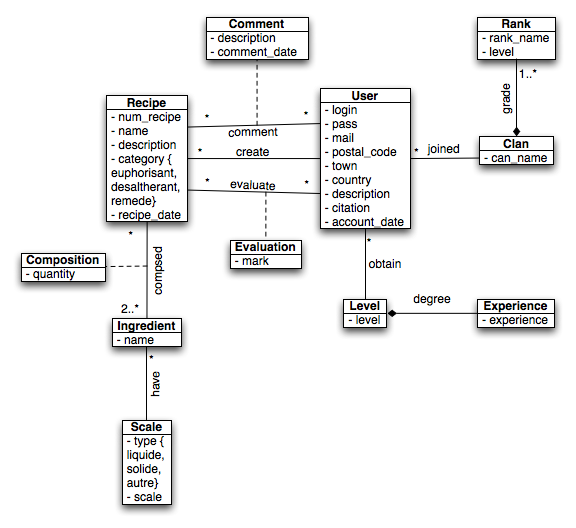 Comment
- description
- comment_date
Rank
- rank_name
- level
1..*
grade
Recipe
- num_recipe
- name
- description
- category {
euphorisant,
desaltherant,
remede}
- recipe_date
* comment *
* create
* evaluate *
User
- login
- pass
- mail
- postal_code
- town
- country
- description
- citation
- account_date
* joined
Clan
- can_name
Composition
- quantity
*
compsed
2..*
Evaluation
- mark
*
obtain
Level
- level
degree
Experience
- experience
Ingredient
- name
*
have
Scale
- type {
liquide,
solide,
autre}
- scale